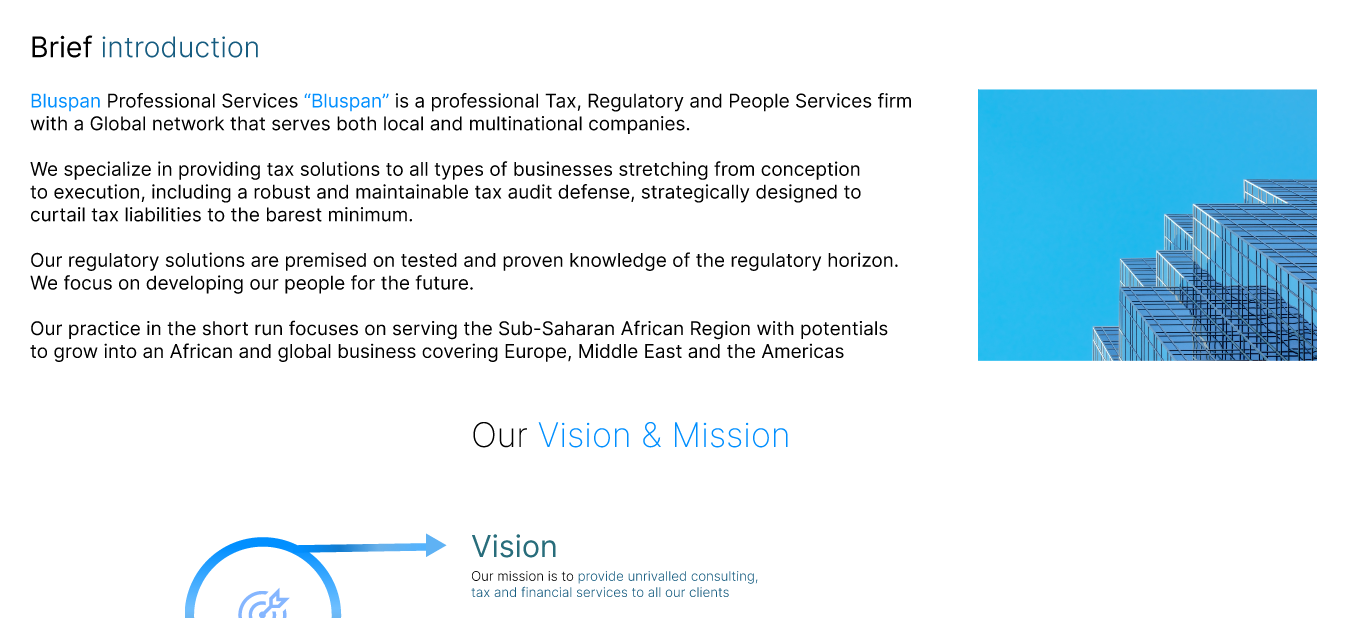 Brief introduction
Bluspan Professional Services “Bluspan” is a professional Tax, Regulatory and People Services firm
with a Global network that serves both local and multinational companies.
We specialize in providing tax solutions to all types of businesses stretching from conception
to execution, including a robust and maintainable tax audit defense, strategically designed to
curtail tax liabilities to the barest minimum.
Our regulatory solutions are premised on tested and proven knowledge of the regulatory horizon.
We focus on developing our people for the future.
Our practice in the short run focuses on serving the Sub-Saharan African Region with potentials
to grow into an African and global business covering Europe, Middle East and the Americas
Our Vision & Mission
Vision
Our mission is to provide unrivalled consulting,
tax and financial services to all our clients